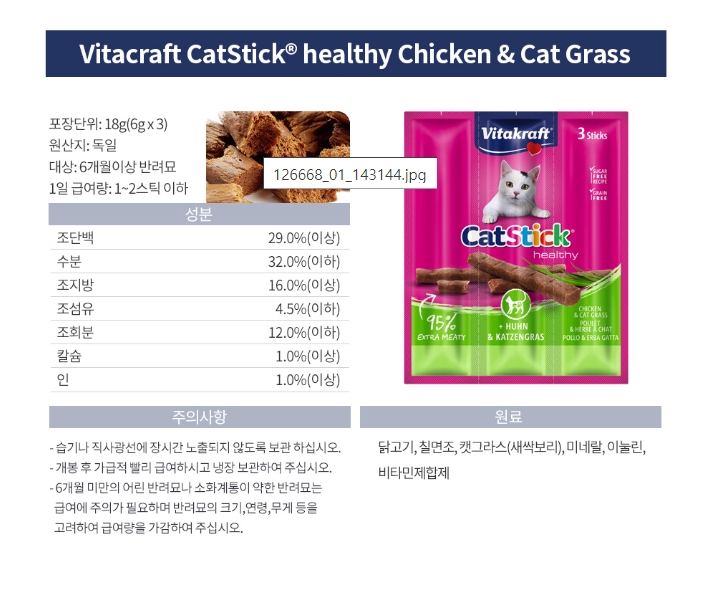 Vitacraft CatStick® healthy Chicken & Cat Grass
포장단위: 18g(6g x 3)
원산지: 독일
대상: 6개월이상 반려묘
1일 급여량: 1~2스틱 이하
126668_01_143144.jpg
성분
조단백 29.0%(이상)
수분 32.0%(이하)
조지방 16.0%(이상)
조섬유 4.5%(이하)
조회분 12.0%(이하)
칼슘 1.0%(이상)
인 1.0%(이상)
Vitakraft®
3 Sticks
SUGAR
FREE
RECIPE
GRAIN
FREE
CatStick®
healthy
95%
EXTRA MEATY
+ HUHN
& KATZENGRAS
CHICKEN
& CAT GRASS
POULET
& HERBE À CHAT
POLLO & ERBA GATTA
주의사항
- 습기나 직사광선에 장시간 노출되지 않도록 보관 하십시오.
- 개봉 후 가급적 빨리 급여하시고 냉장 보관하여 주십시오.
- 6개월 미만의 어린 반려묘나 소화계통이 약한 반려묘는
급여에 주의가 필요하며 반려묘의 크기,연령,무게 등을
고려하여 급여량을 가감하여 주십시오.
원료
닭고기, 칠면조, 캣그라스(새싹보리), 미네랄, 이눌린,
비타민제합제